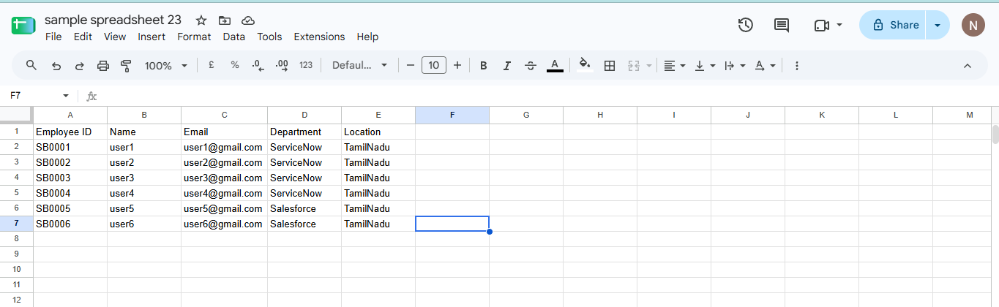 sample spreadsheet 23
File Edit View Insert Format Data Tools Extensions Help
Share
N
100% £ % .0 .00 123 Defaul... − 10 + B I S A
F7 fx
A B C D E F G H I J K L M
1 Employee ID Name Email Department Location
2 SB0001 user1 user1@gmail.com ServiceNow TamilNadu
3 SB0002 user2 user2@gmail.com ServiceNow TamilNadu
4 SB0003 user3 user3@gmail.com ServiceNow TamilNadu
5 SB0004 user4 user4@gmail.com ServiceNow TamilNadu
6 SB0005 user5 user5@gmail.com Salesforce TamilNadu
7 SB0006 user6 user6@gmail.com Salesforce TamilNadu
8
9
10
11
12